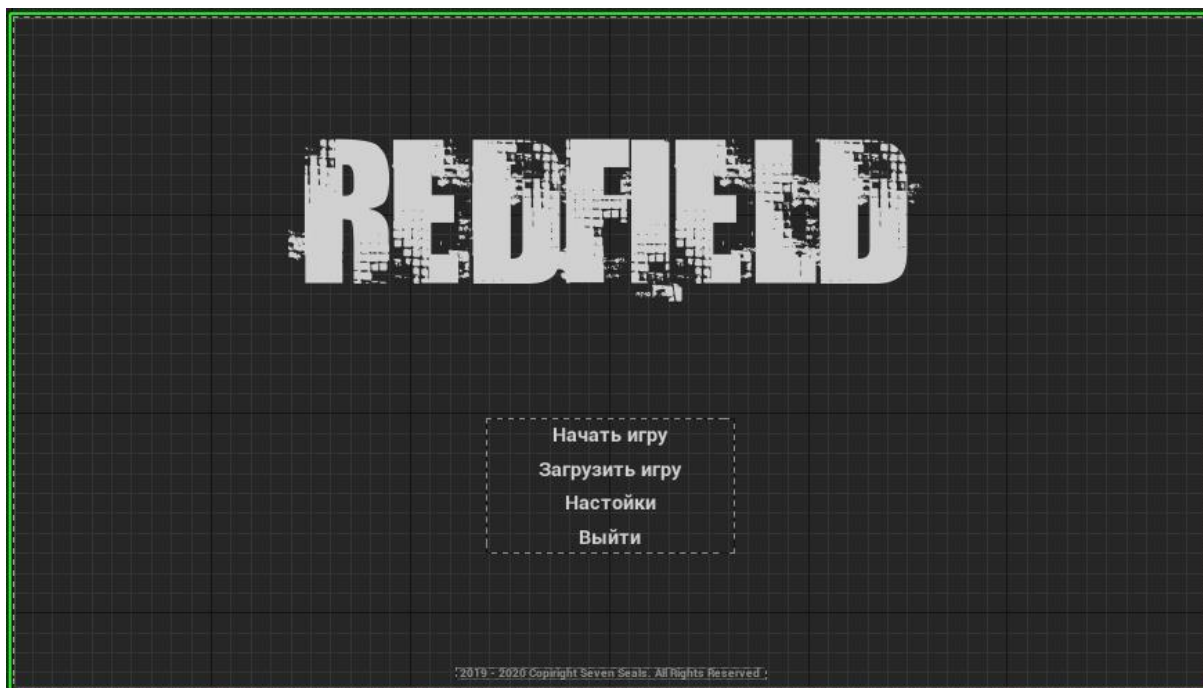 REDFIELD
Начать игру
Загрузить игру
Настойки
Выйти
2019 - 2020 Copiright Seven Seals. All Rights Reserved